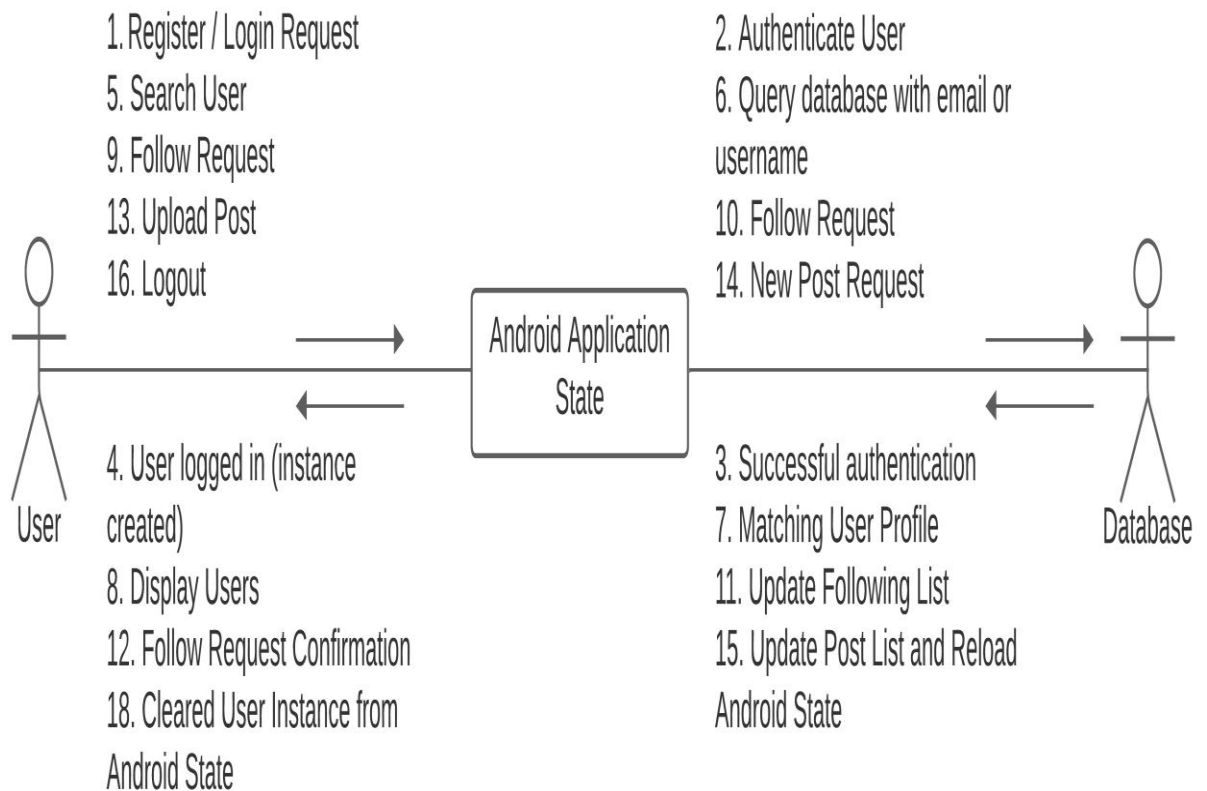 1. Register / Login Request
5. Search User
9. Follow Request
13. Upload Post
16. Logout
2. Authenticate User
6. Query database with email or
username
10. Follow Request
14. New Post Request
Android Application
State
User
Database
4. User logged in (instance
created)
8. Display Users
12. Follow Request Confirmation
18. Cleared User Instance from
Android State
3. Successful authentication
7. Matching User Profile
11. Update Following List
15. Update Post List and Reload
Android State